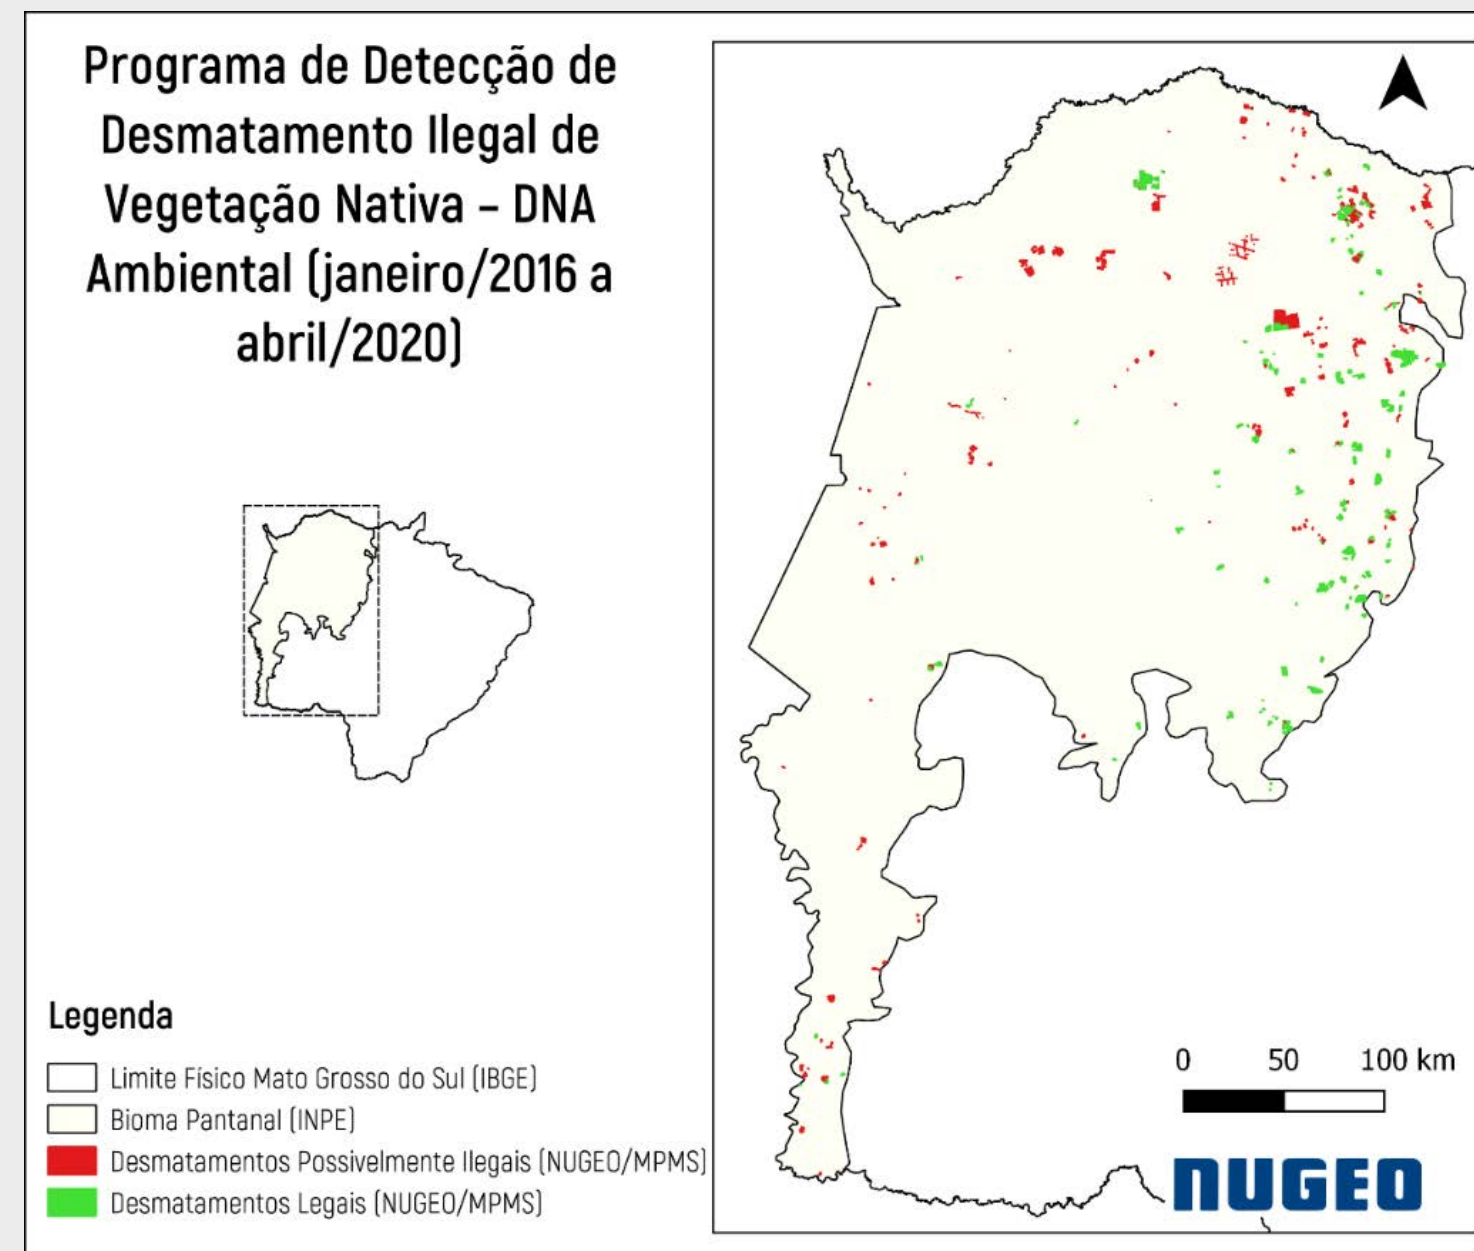 Programa de Detecção de
Desmatamento Ilegal de
Vegetação Nativa – DNA
Ambiental (janeiro/2016 a
abril/2020)
Legenda
Limite Físico Mato Grosso do Sul (IBGE)
Bioma Pantanal (INPE)
Desmatamentos Possivelmente Ilegais (NUGEO/MPMS)
Desmatamentos Legais (NUGEO/MPMS)
0 50 100 km
NUGEO